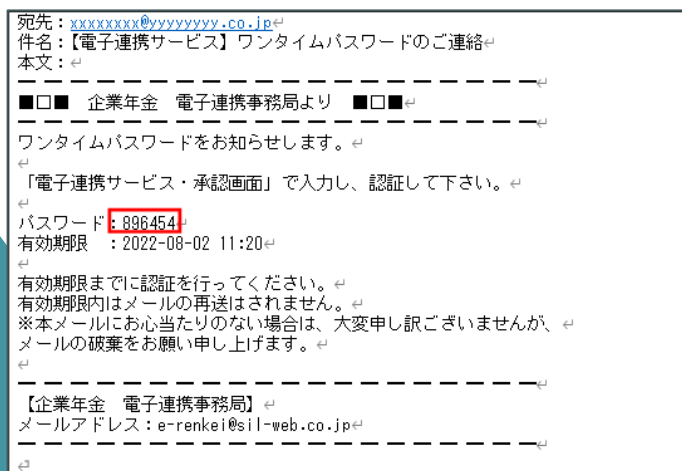 宛先：xxxxxxxx@yyyyyyyy.co.jp↵
件名：【電子連携サービス】ワンタイムパスワードのご連絡↵
本文：↵
－－－－－－－－－－－－－－－－－－－－－－－－↵
■□■　企業年金　電子連携事務局より　■□■↵
－－－－－－－－－－－－－－－－－－－－－－－－↵
ワンタイムパスワードをお知らせします。↵
↵
「電子連携サービス・承認画面」で入力し、認証して下さい。↵
↵
パスワード：896454↵
有効期限　：2022-08-02 11:20↵
↵
有効期限までに認証を行ってください。↵
有効期限内はメールの再送はされません。↵
※本メールにお心当たりのない場合は、大変申し訳ございませんが、↵
メールの破棄をお願い申し上げます。↵
↵
－－－－－－－－－－－－－－－－－－－－－－－－↵
【企業年金　電子連携事務局】↵
メールアドレス：e-renkei@sil-web.co.jp↵
－－－－－－－－－－－－－－－－－－－－－－－－↵
↵